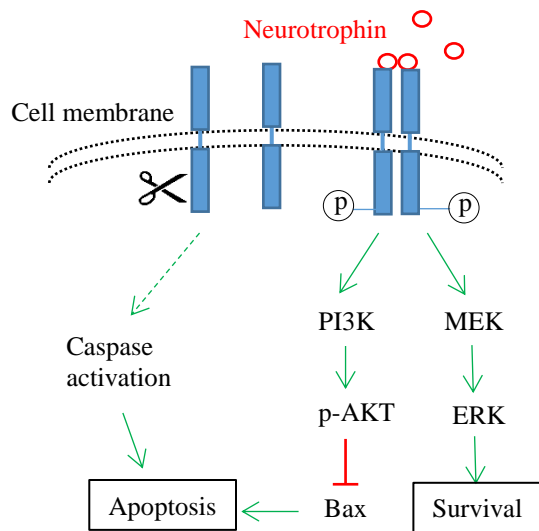 Neurotrophin
Cell membrane
p
p
PI3K
MEK
Caspase
activation
p-AKT
ERK
Apoptosis
Bax
Survival